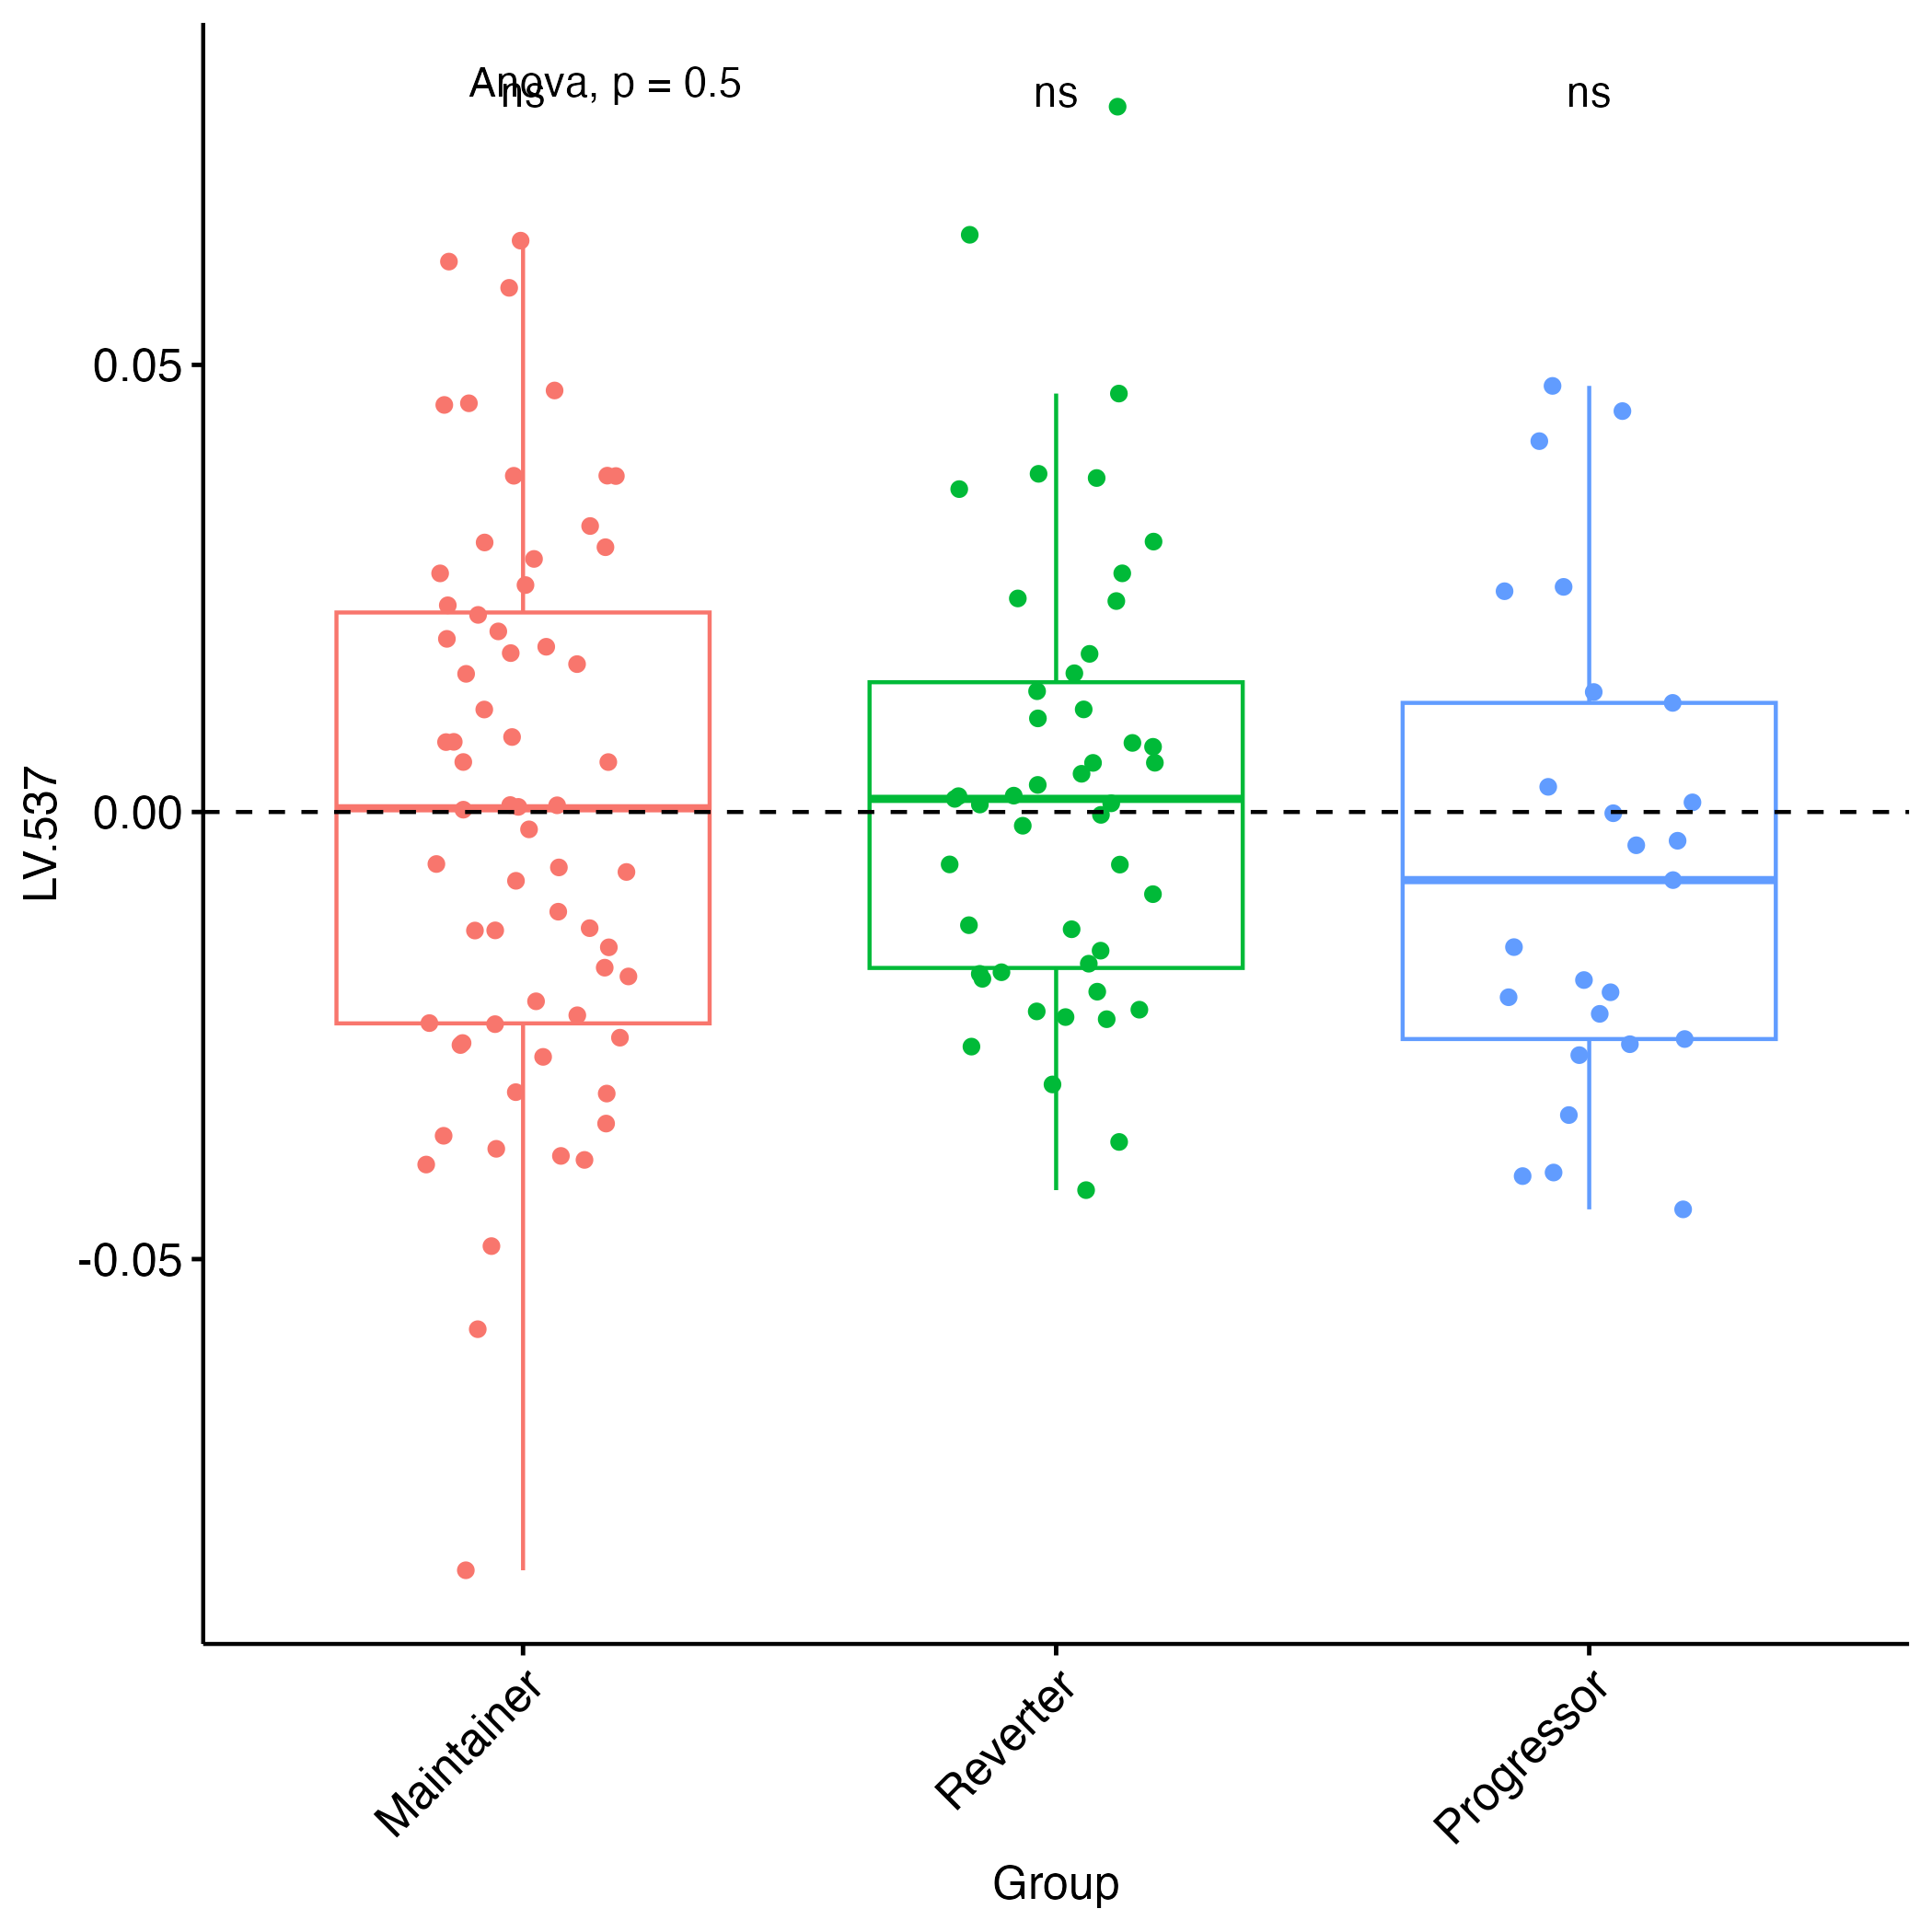 Anova, p = 0.5
ns
ns
ns
0.05
0.00
-0.05
LV.537
Maintainer
Reverter
Progressor
Group